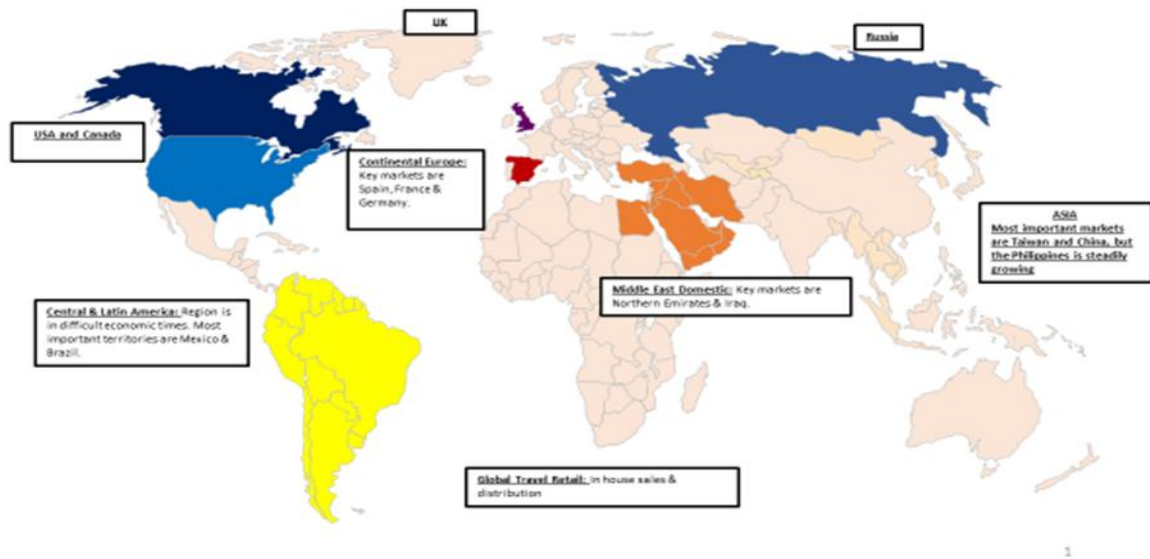 UK
Russia
USA and Canada
Continental Europe:
Key markets are
Spain, France &
Germany.
ASIA
Most important markets
are Taiwan and China, but
the Philippines is steadily
growing
Middle East Domestic: Key markets are
Northern Emirates & Iraq.
Central & Latin America: Region is
in difficult economic times. Most
important territories are Mexico &
Brazil.
Global Travel Retail: In house sales &
distribution
1